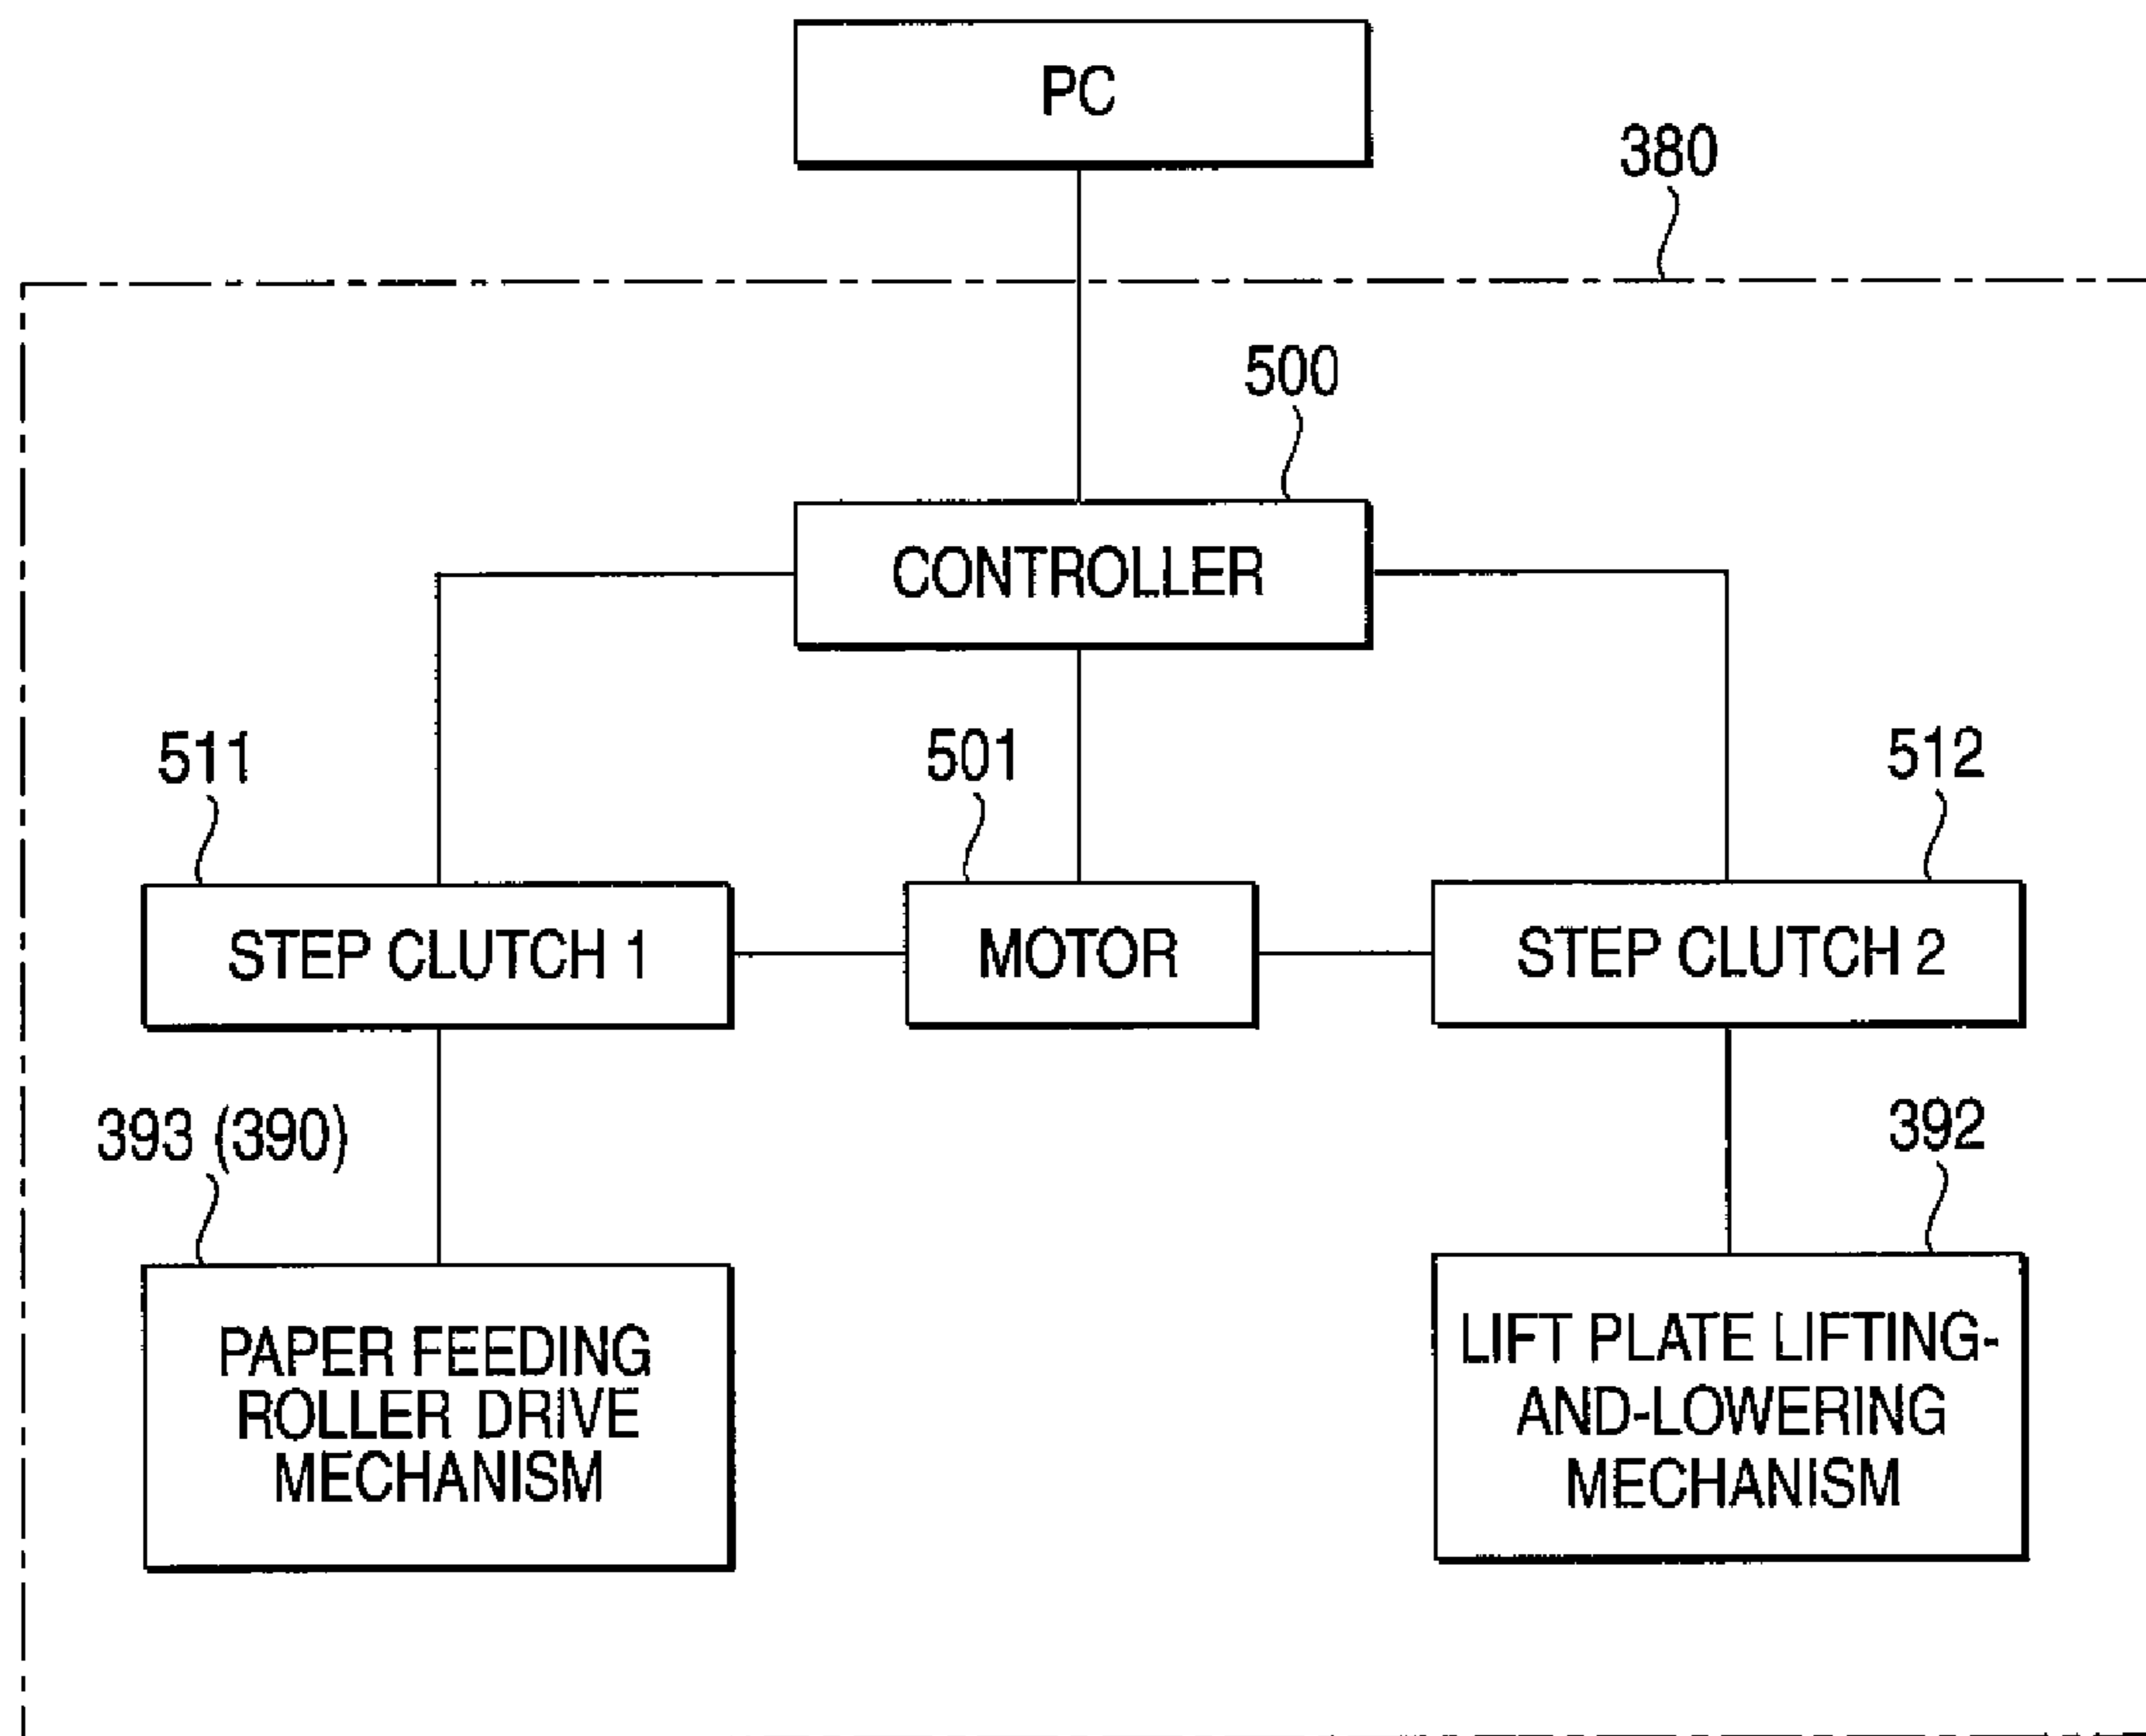 PC
380
500
CONTROLLER
511
501
512
STEP CLUTCH 1
MOTOR
STEP CLUTCH 2
393 (390)
392
PAPER FEEDING
ROLLER DRIVE
MECHANISM
LIFT PLATE LIFTING-
AND-LOWERING
MECHANISM